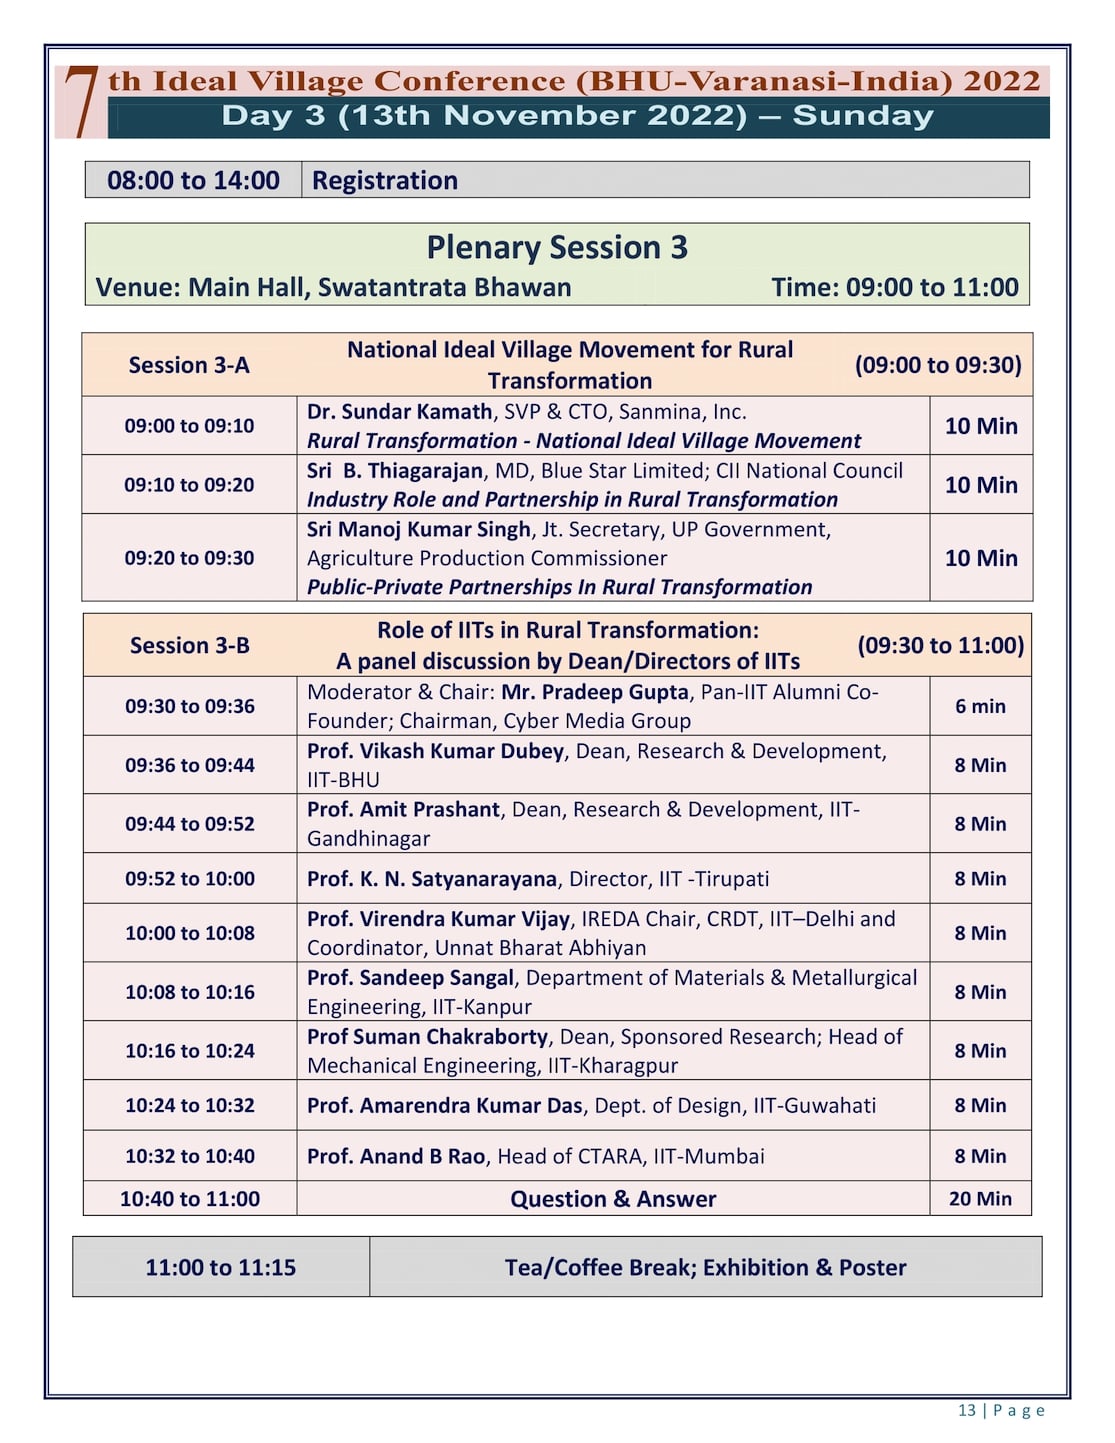 7th Ideal Village Conference (BHU-Varanasi-India) 2022
Day 3 (13th November 2022) – Sunday
08:00 to 14:00 Registration
Plenary Session 3
Venue: Main Hall, Swatantrata Bhawan Time: 09:00 to 11:00
Session 3-A National Ideal Village Movement for Rural (09:00 to 09:30)
Transformation
09:00 to 09:10 Dr. Sundar Kamath, SVP & CTO, Sanmina, Inc. 10 Min
Rural Transformation - National Ideal Village Movement
09:10 to 09:20 Sri B. Thiagarajan, MD, Blue Star Limited; CII National Council 10 Min
Industry Role and Partnership in Rural Transformation
09:20 to 09:30 Sri Manoj Kumar Singh, Jt. Secretary, UP Government, 10 Min
Agriculture Production Commissioner
Public-Private Partnerships In Rural Transformation
Session 3-B Role of IITs in Rural Transformation: (09:30 to 11:00)
A panel discussion by Dean/Directors of IITs
09:30 to 09:36 Moderator & Chair: Mr. Pradeep Gupta, Pan-IIT Alumni Co- 6 min
Founder; Chairman, Cyber Media Group
09:36 to 09:44 Prof. Vikash Kumar Dubey, Dean, Research & Development, 8 Min
IIT-BHU
09:44 to 09:52 Prof. Amit Prashant, Dean, Research & Development, IIT- 8 Min
Gandhinagar
09:52 to 10:00 Prof. K. N. Satyanarayana, Director, IIT -Tirupati 8 Min
10:00 to 10:08 Prof. Virendra Kumar Vijay, IREDA Chair, CRDT, IIT–Delhi and 8 Min
Coordinator, Unnat Bharat Abhiyan
10:08 to 10:16 Prof. Sandeep Sangal, Department of Materials & Metallurgical 8 Min
Engineering, IIT-Kanpur
10:16 to 10:24 Prof Suman Chakraborty, Dean, Sponsored Research; Head of 8 Min
Mechanical Engineering, IIT-Kharagpur
10:24 to 10:32 Prof. Amarendra Kumar Das, Dept. of Design, IIT-Guwahati 8 Min
10:32 to 10:40 Prof. Anand B Rao, Head of CTARA, IIT-Mumbai 8 Min
10:40 to 11:00 Question & Answer 20 Min
11:00 to 11:15 Tea/Coffee Break; Exhibition & Poster
13 | P a g e